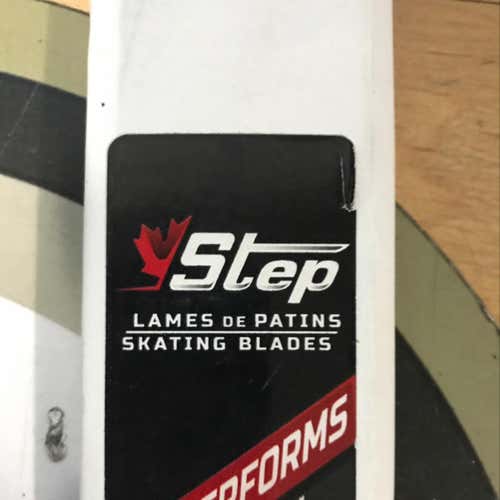 Step
LAMES DE PATINS
SKATING BLADES